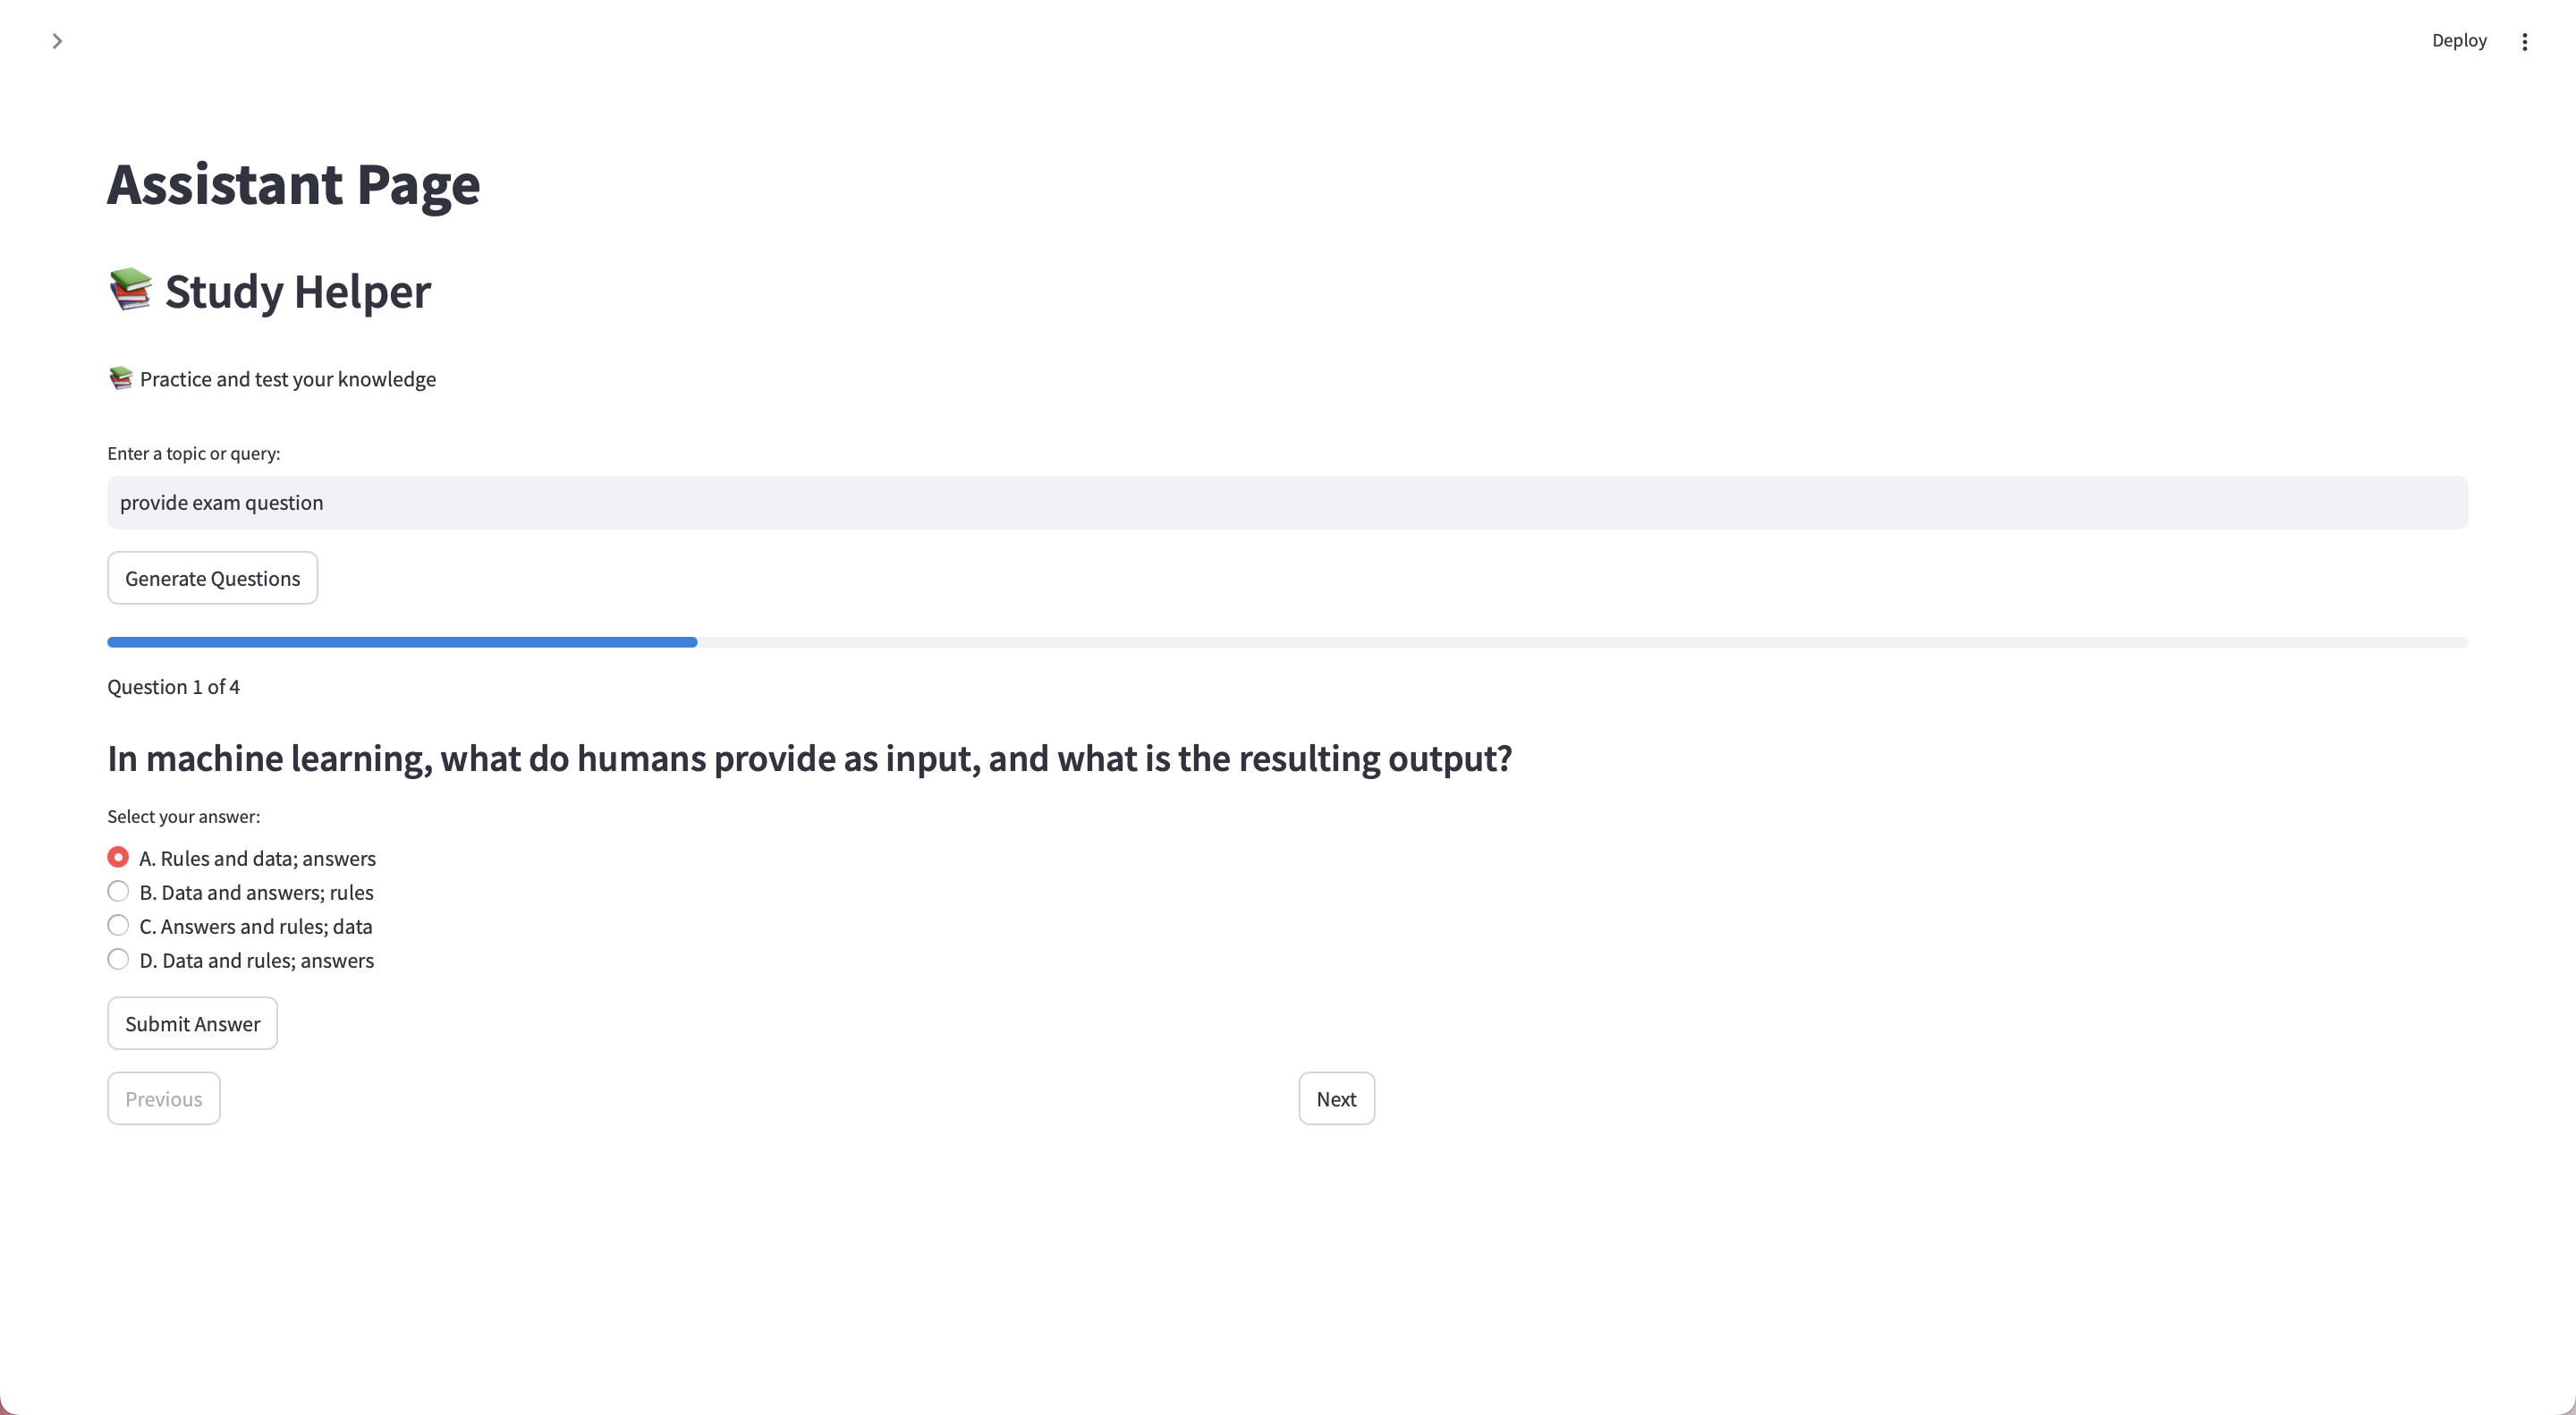 Deploy
Assistant Page
📚 Study Helper
📚 Practice and test your knowledge
Enter a topic or query:
provide exam question
Generate Questions
Question 1 of 4
In machine learning, what do humans provide as input, and what is the resulting output?
Select your answer:
A. Rules and data; answers
B. Data and answers; rules
C. Answers and rules; data
D. Data and rules; answers
Submit Answer
Previous
Next